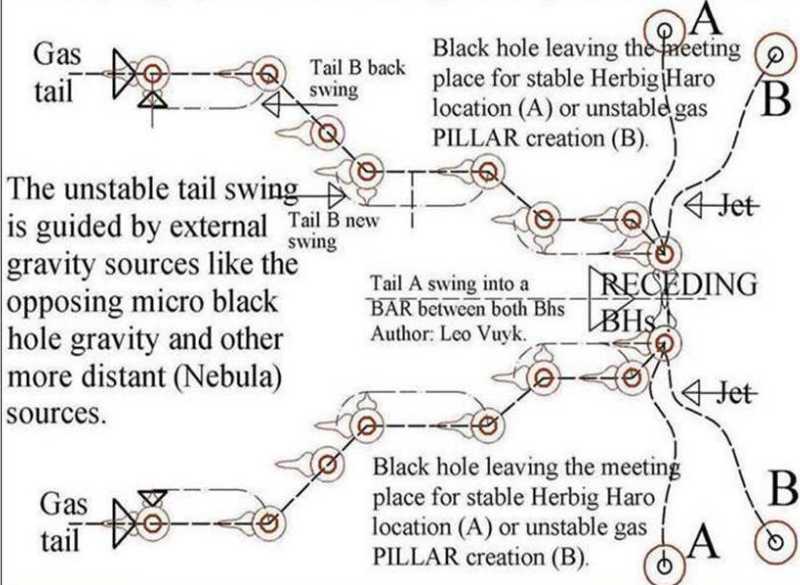 Gas
tail
Tail B back
swing
Black hole leaving the meeting
place for stable Herbig Haro
location (A) or unstable gas
PILLAR creation (B).
A
B
The unstable tail swing
is guided by external
gravity sources like the
opposing micro black
hole gravity and other
more distant (Nebula)
sources.
Tail B new
swing
Jet
Tail A swing into a
BAR between both Bhs
Author: Leo Vuyk.
RECEDING
BHs
Jet
Gas
tail
Black hole leaving the meeting
place for stable Herbig Haro
location (A) or unstable gas
PILLAR creation (B).
A
B